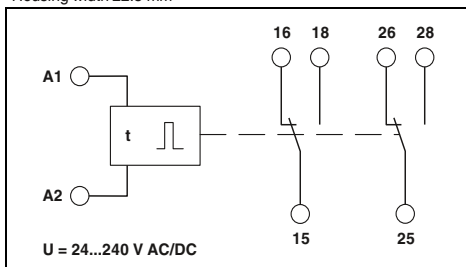 Housing width 22.5 mm
16 18 26 28
A1
t
A2
15 25
U = 24...240 V AC/DC